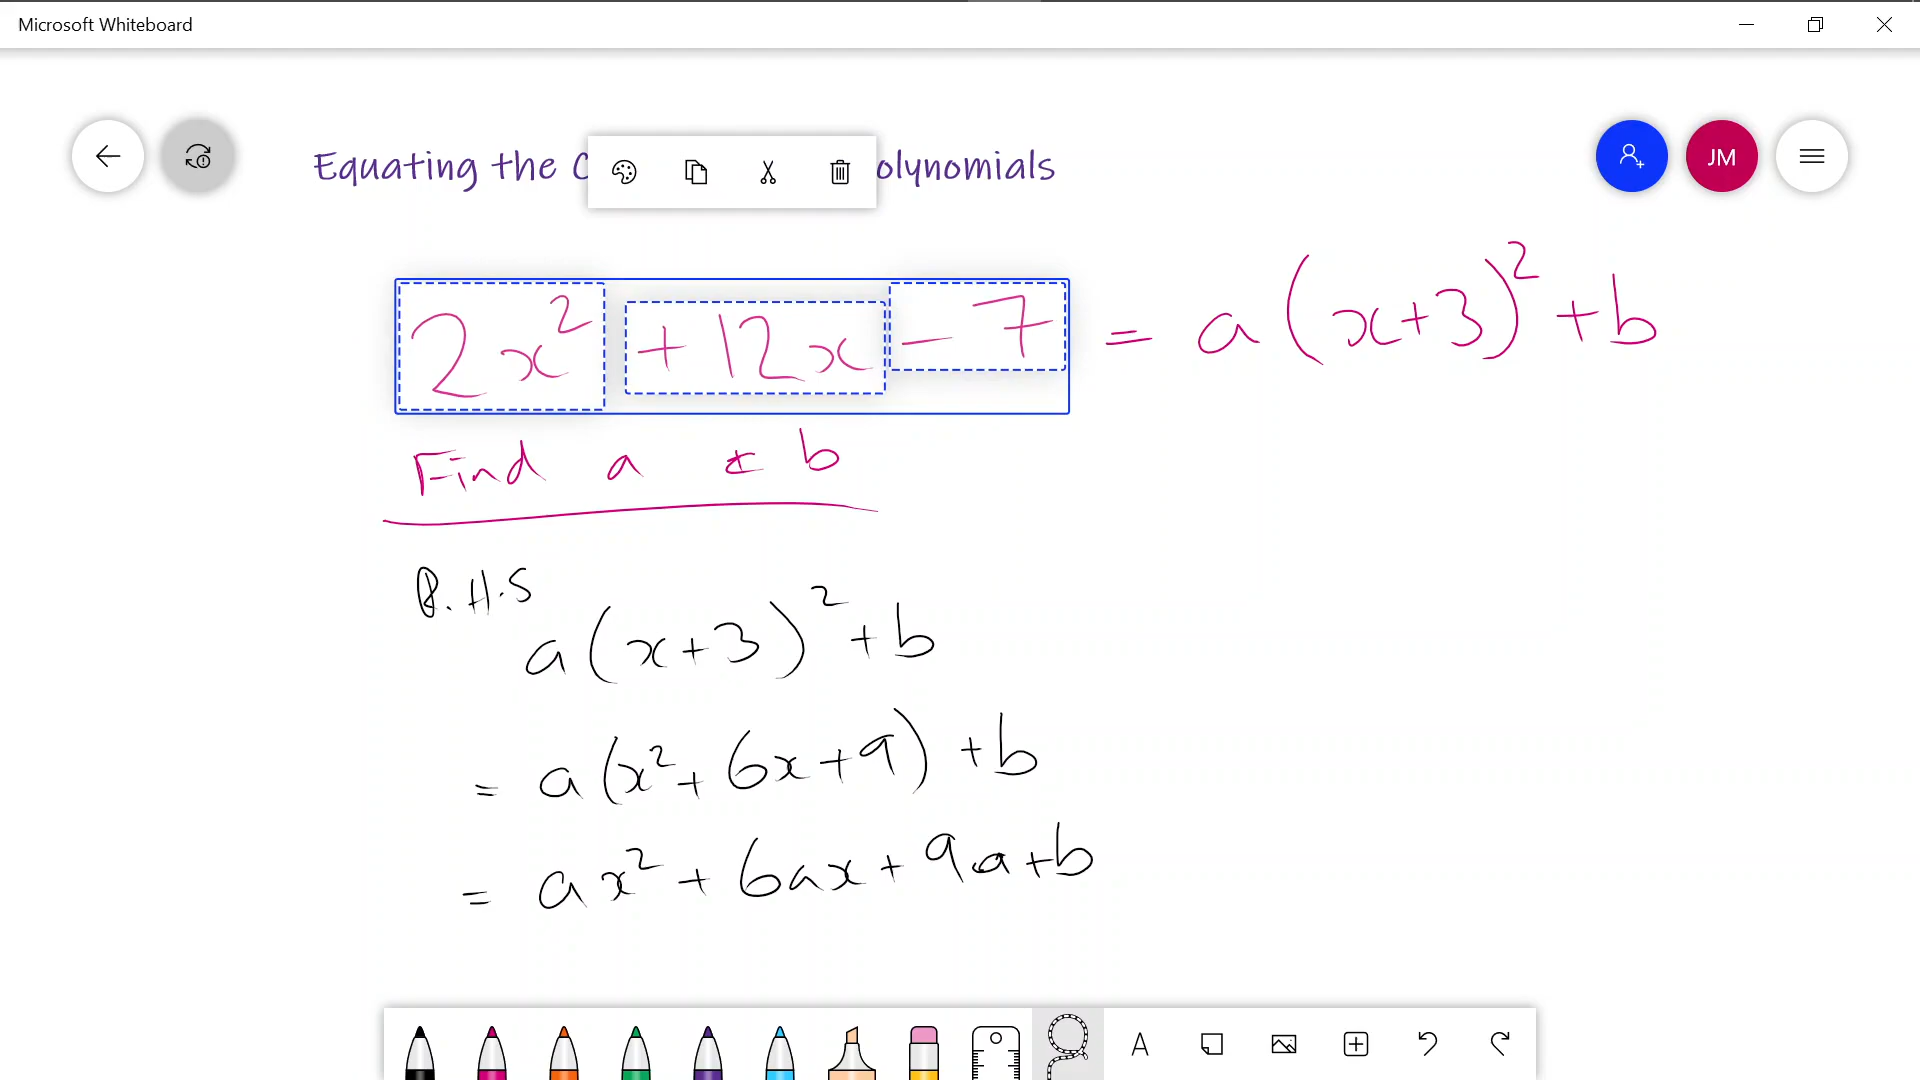 Microsoft Whiteboard
Equating the C olynomials
JM
2x² + 12x - 7 = a(x+3)² + b
Find a & b
R.H.S
a(x+3)² + b
= a(x² + 6x + 9) + b
= ax² + 6ax + 9a + b
A